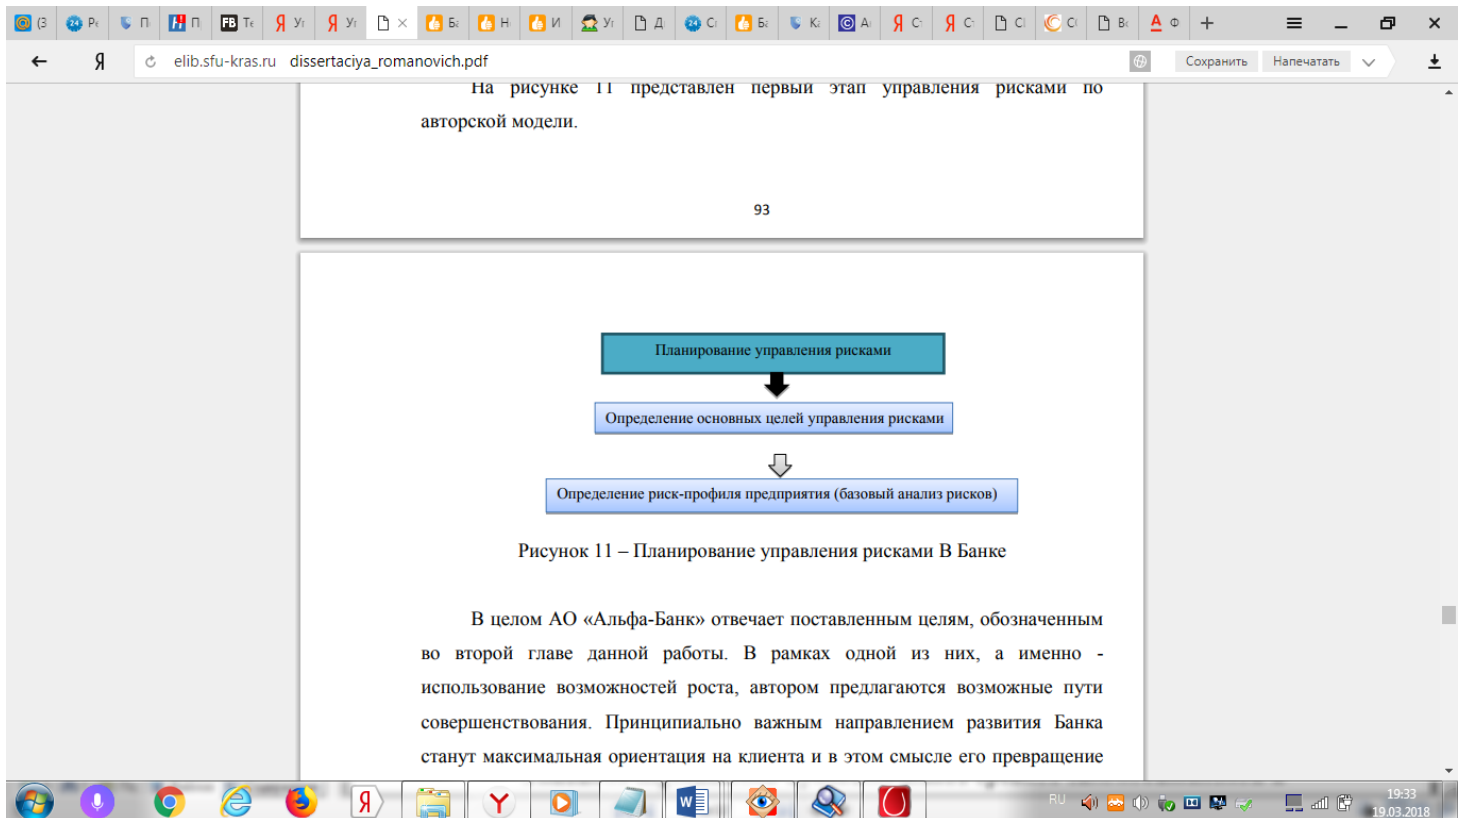 (3
elib.sfu-kras.ru dissertaciya_romanovich.pdf
Сохранить
Напечатать
На рисунке 11 представлен первый этап управления рисками по
авторской модели.
93
Планирование управления рисками
Определение основных целей управления рисками
Определение риск-профиля предприятия (базовый анализ рисков)
Рисунок 11 – Планирование управления рисками В Банке
В целом АО «Альфа-Банк» отвечает поставленным целям, обозначенным
во второй главе данной работы. В рамках одной из них, а именно -
использование возможностей роста, автором предлагаются возможные пути
совершенствования. Принципиально важным направлением развития Банка
станут максимальная ориентация на клиента и в этом смысле его превращение
RU
19:33
19.03.2018